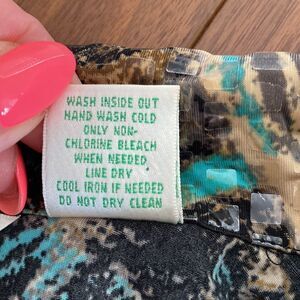 WASH INSIDE OUT
HAND WASH COLD
ONLY NON-
CHLORINE BLEACH
WHEN NEEDED
LINE DRY
COOL IRON IF NEEDED
DO NOT DRY CLEAN